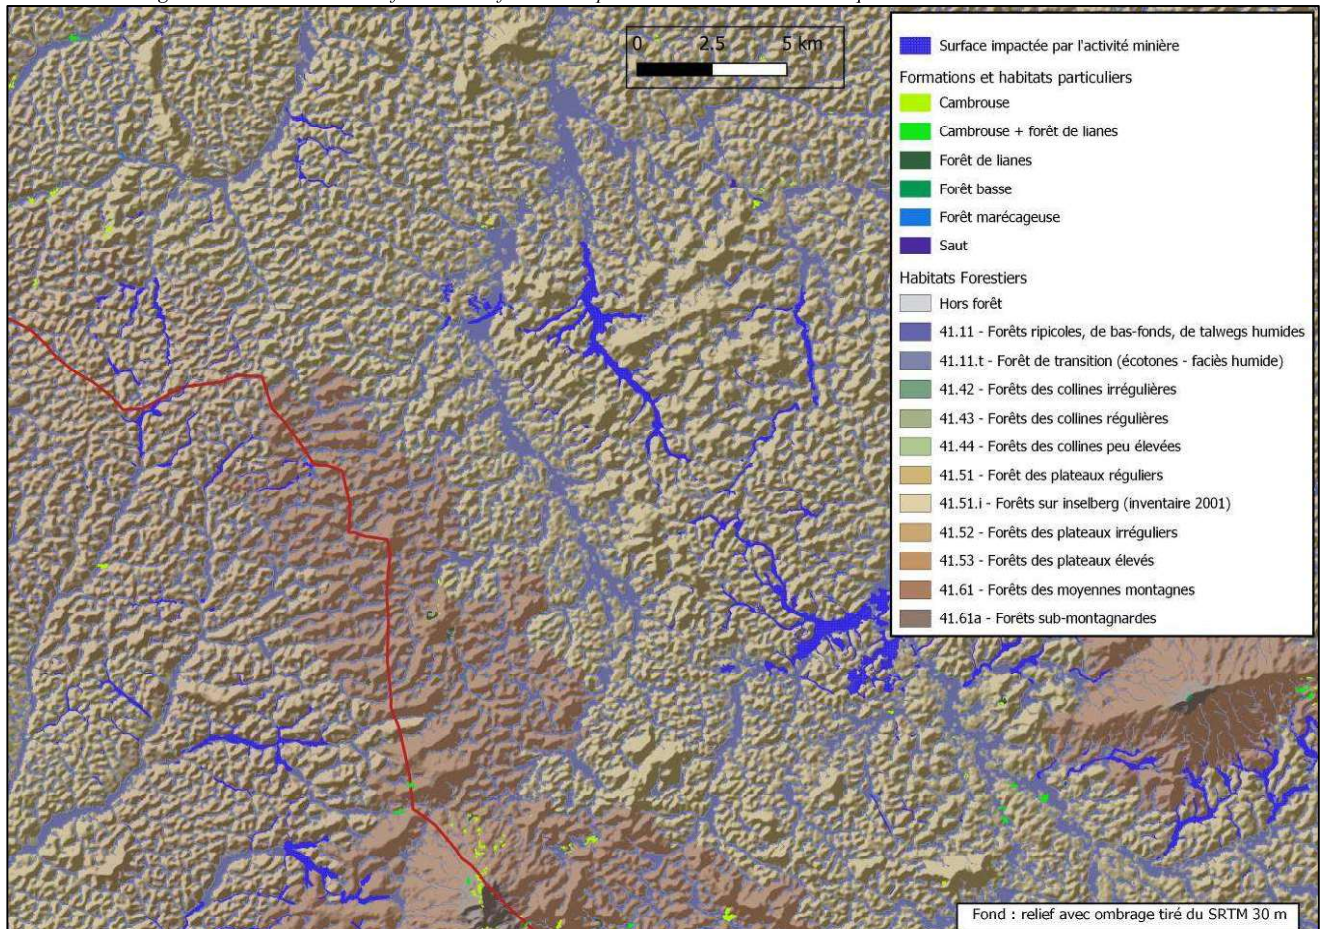 0 2.5 5 km
Surface impactée par l'activité minière
Formations et habitats particuliers
Cambrouse
Cambrouse + forêt de lianes
Forêt de lianes
Forêt basse
Forêt marécageuse
Saut
Habitats Forestiers
Hors forêt
41.11 - Forêts ripicoles, de bas-fonds, de talwegs humides
41.11.t - Forêt de transition (écotones - faciès humide)
41.42 - Forêts des collines irrégulières
41.43 - Forêts des collines régulières
41.44 - Forêts des collines peu élevées
41.51 - Forêt des plateaux réguliers
41.51.i - Forêts sur inselberg (inventaire 2001)
41.52 - Forêts des plateaux irréguliers
41.53 - Forêts des plateaux élevés
41.61 - Forêts des moyennes montagnes
41.61a - Forêts sub-montagnardes
Fond : relief avec ombrage tiré du SRTM 30 m